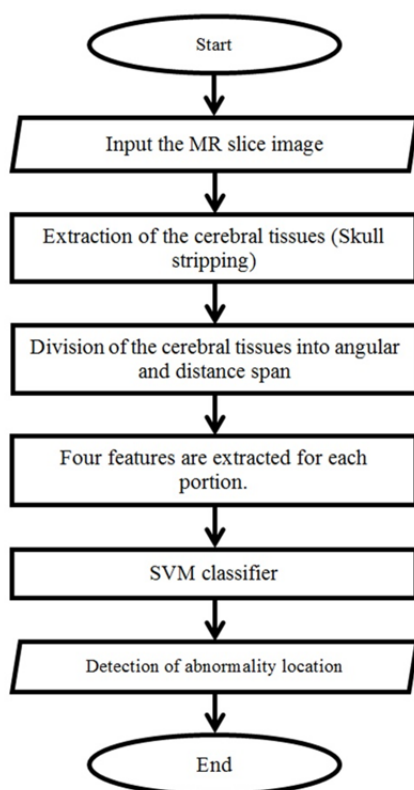 Start
Input the MR slice image
Extraction of the cerebral tissues (Skull
stripping)
Division of the cerebral tissues into angular
and distance span
Four features are extracted for each
portion.
SVM classifier
Detection of abnormality location
End